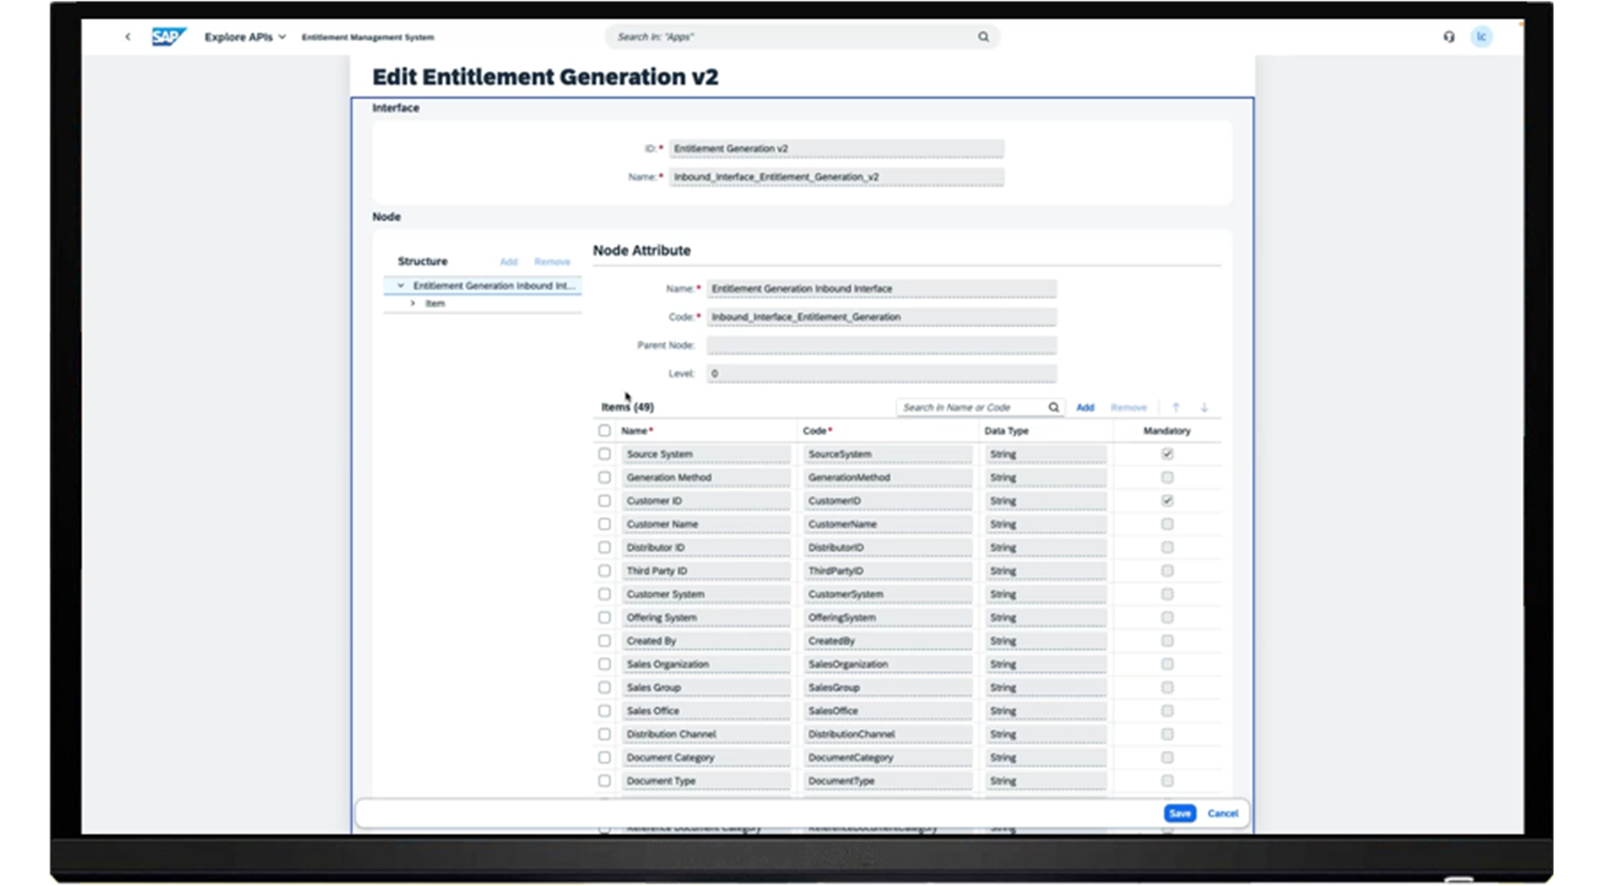 SAP Explore APIs Entitlement Management System Search In: "Apps" lc
Edit Entitlement Generation v2
Interface
ID:* Entitlement Generation v2
Name:* Inbound_Interface_Entitlement_Generation_v2
Node
Structure Add Remove
Entitlement Generation Inbound Int...
Item
Node Attribute
Name:* Entitlement Generation Inbound Interface
Code:* Inbound_Interface_Entitlement_Generation
Parent Node:
Level: 0
Items (49) Search in Name or Code Add Remove
Name* Code* Data Type Mandatory
Source System SourceSystem String
Generation Method GenerationMethod String
Customer ID CustomerID String
Customer Name CustomerName String
Distributor ID DistributorID String
Third Party ID ThirdPartyID String
Customer System CustomerSystem String
Offering System OfferingSystem String
Created By CreatedBy String
Sales Organization SalesOrganization String
Sales Group SalesGroup String
Sales Office SalesOffice String
Distribution Channel DistributionChannel String
Document Category DocumentCategory String
Document Type DocumentType String
Save Cancel
Reference Document Category ReferenceDocumentCategory String